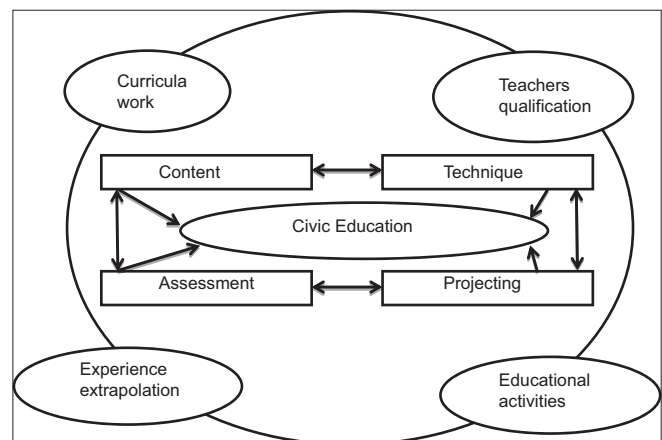 Curricula
work
Teachers
qualification
Content
Technique
Civic Education
Assessment
Projecting
Experience
extrapolation
Educational
activities